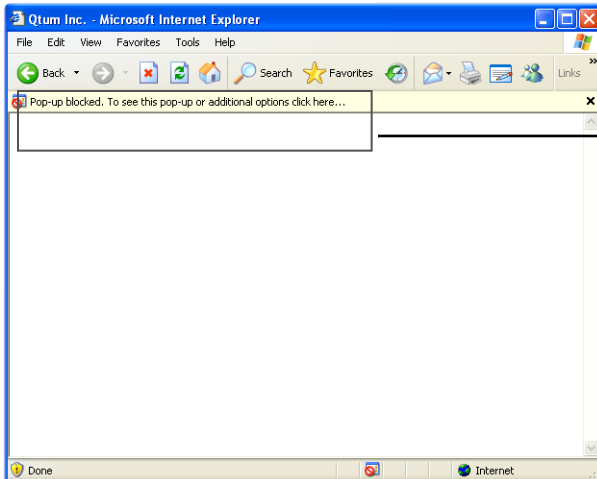 Qtum Inc. - Microsoft Internet Explorer
File Edit View Favorites Tools Help
Back Search Favorites Links
Pop-up blocked. To see this pop-up or additional options click here...
Done Internet